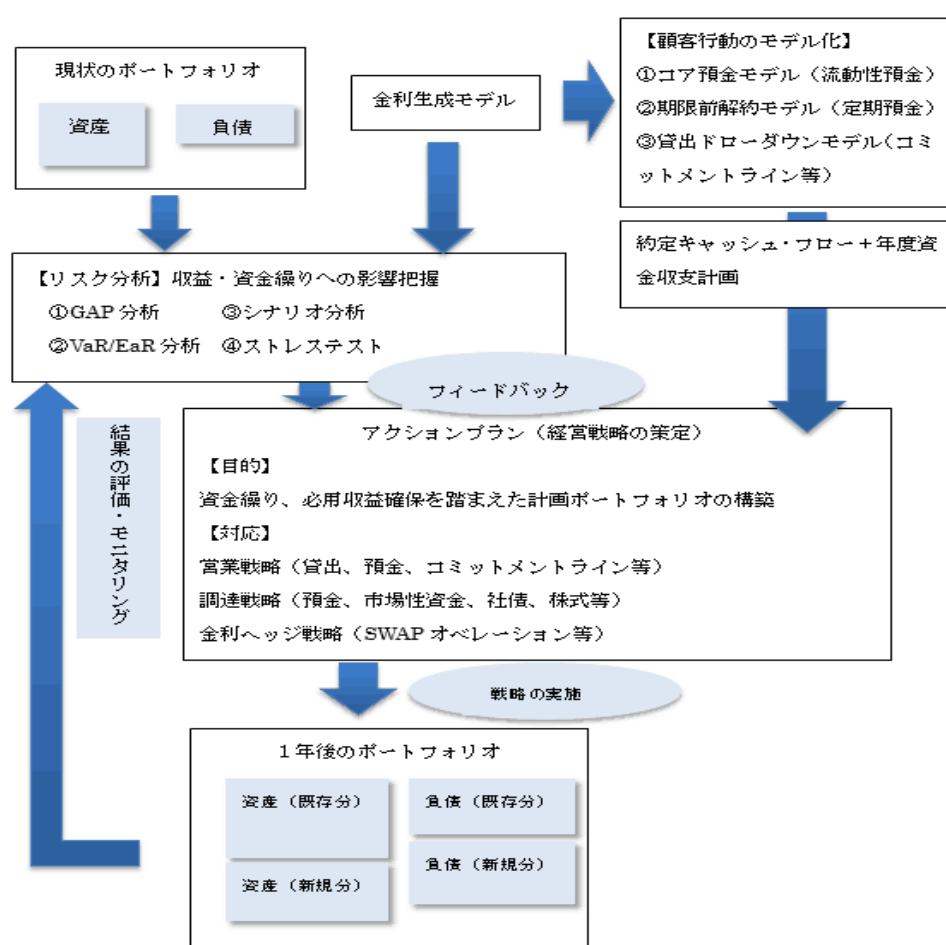 現状のポートフォリオ
資産
負債
金利生成モデル
【顧客行動のモデル化】
①コア預金モデル（流動性預金）
②期限前解約モデル（定期預金）
③貸出ドローダウンモデル（コミ
ットメントライン等）
約定キャッシュ・フロー＋年度資
金収支計画
【リスク分析】収益・資金繰りへの影響把握
①GAP 分析　③シナリオ分析
②VaR/EaR 分析　④ストレステスト
フィードバック
結果の評価・モニタリング
アクションプラン（経営戦略の策定）
【目的】
資金繰り、必用収益確保を踏まえた計画ポートフォリオの構築
【対応】
営業戦略（貸出、預金、コミットメントライン等）
調達戦略（預金、市場性資金、社債、株式等）
金利ヘッジ戦略（SWAP オペレーション等）
戦略の実施
１年後のポートフォリオ
資産（既存分）
負債（既存分）
資産（新規分）
負債（新規分）